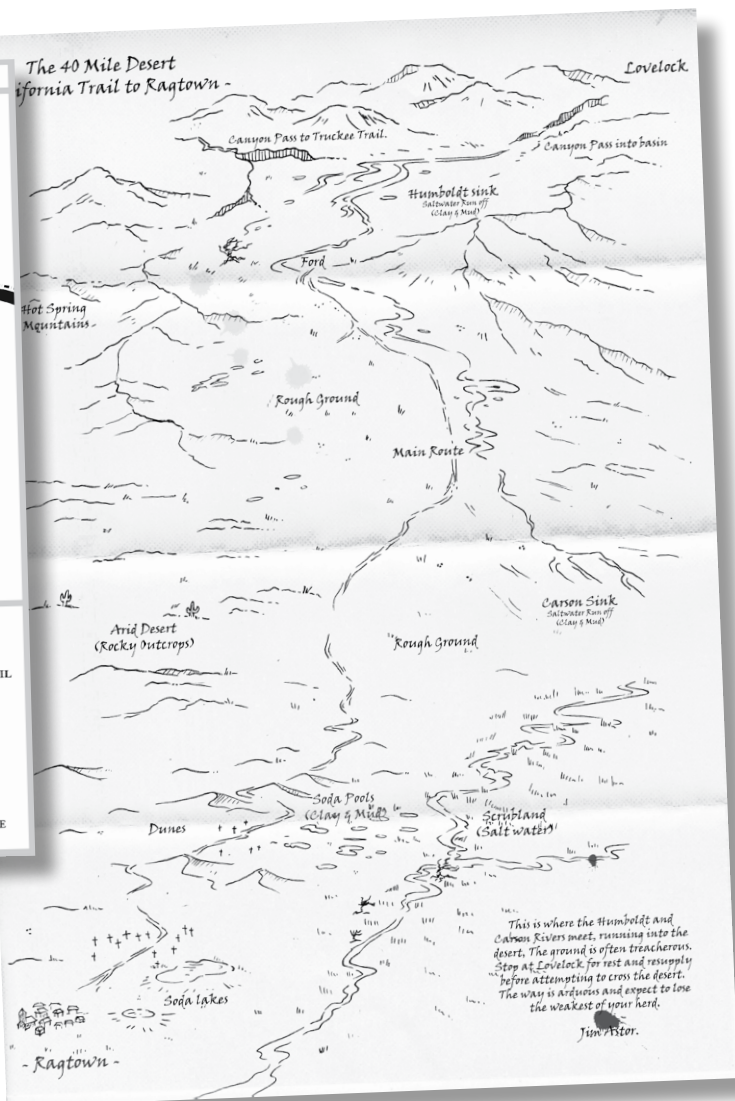 The 40 Mile Desert
ifornia Trail to Ragtown -
Lovelock
Canyon Pass to Truckee Trail.
Canyon Pass into basin
Humboldt sink
Saltwater Run off
(Clay & Mud)
Ford
Hot Spring
Mountains.
Rough Ground
Main Route
Carson Sink
Saltwater Run off
(Clay & Mud)
Arid Desert
(Rocky Outcrops)
Rough Ground
IL
Soda Pools
(Clay & Mud)
Scrubland
(Salt water)
Dunes
E
This is where the Humboldt and
Carson Rivers meet, running into the
desert, The ground is often treacherous.
Stop at Lovelock for rest and resupply
before attempting to cross the desert.
The way is arduous and expect to lose
the weakest of your herd.
Jim Astor.
Soda lakes
- Ragtown -